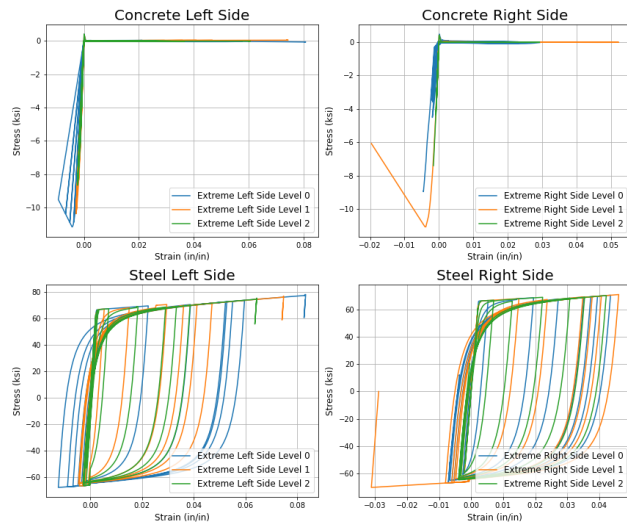 Concrete Left Side
Concrete Right Side
Stress (ksi)
0
−2
−4
−6
−8
−10
Extreme Left Side Level 0
Extreme Left Side Level 1
Extreme Left Side Level 2
0.00 0.02 0.04 0.06 0.08
Strain (in/in)
Stress (ksi)
0
−2
−4
−6
−8
−10
Extreme Right Side Level 0
Extreme Right Side Level 1
Extreme Right Side Level 2
−0.02 −0.01 0.00 0.01 0.02 0.03 0.04 0.05
Strain (in/in)
Steel Left Side
Steel Right Side
Stress (ksi)
80
60
40
20
0
−20
−40
−60
Extreme Left Side Level 0
Extreme Left Side Level 1
Extreme Left Side Level 2
0.00 0.02 0.04 0.06 0.08
Strain (in/in)
Stress (ksi)
60
40
20
0
−20
−40
−60
Extreme Right Side Level 0
Extreme Right Side Level 1
Extreme Right Side Level 2
−0.03 −0.02 −0.01 0.00 0.01 0.02 0.03 0.04
Strain (in/in)